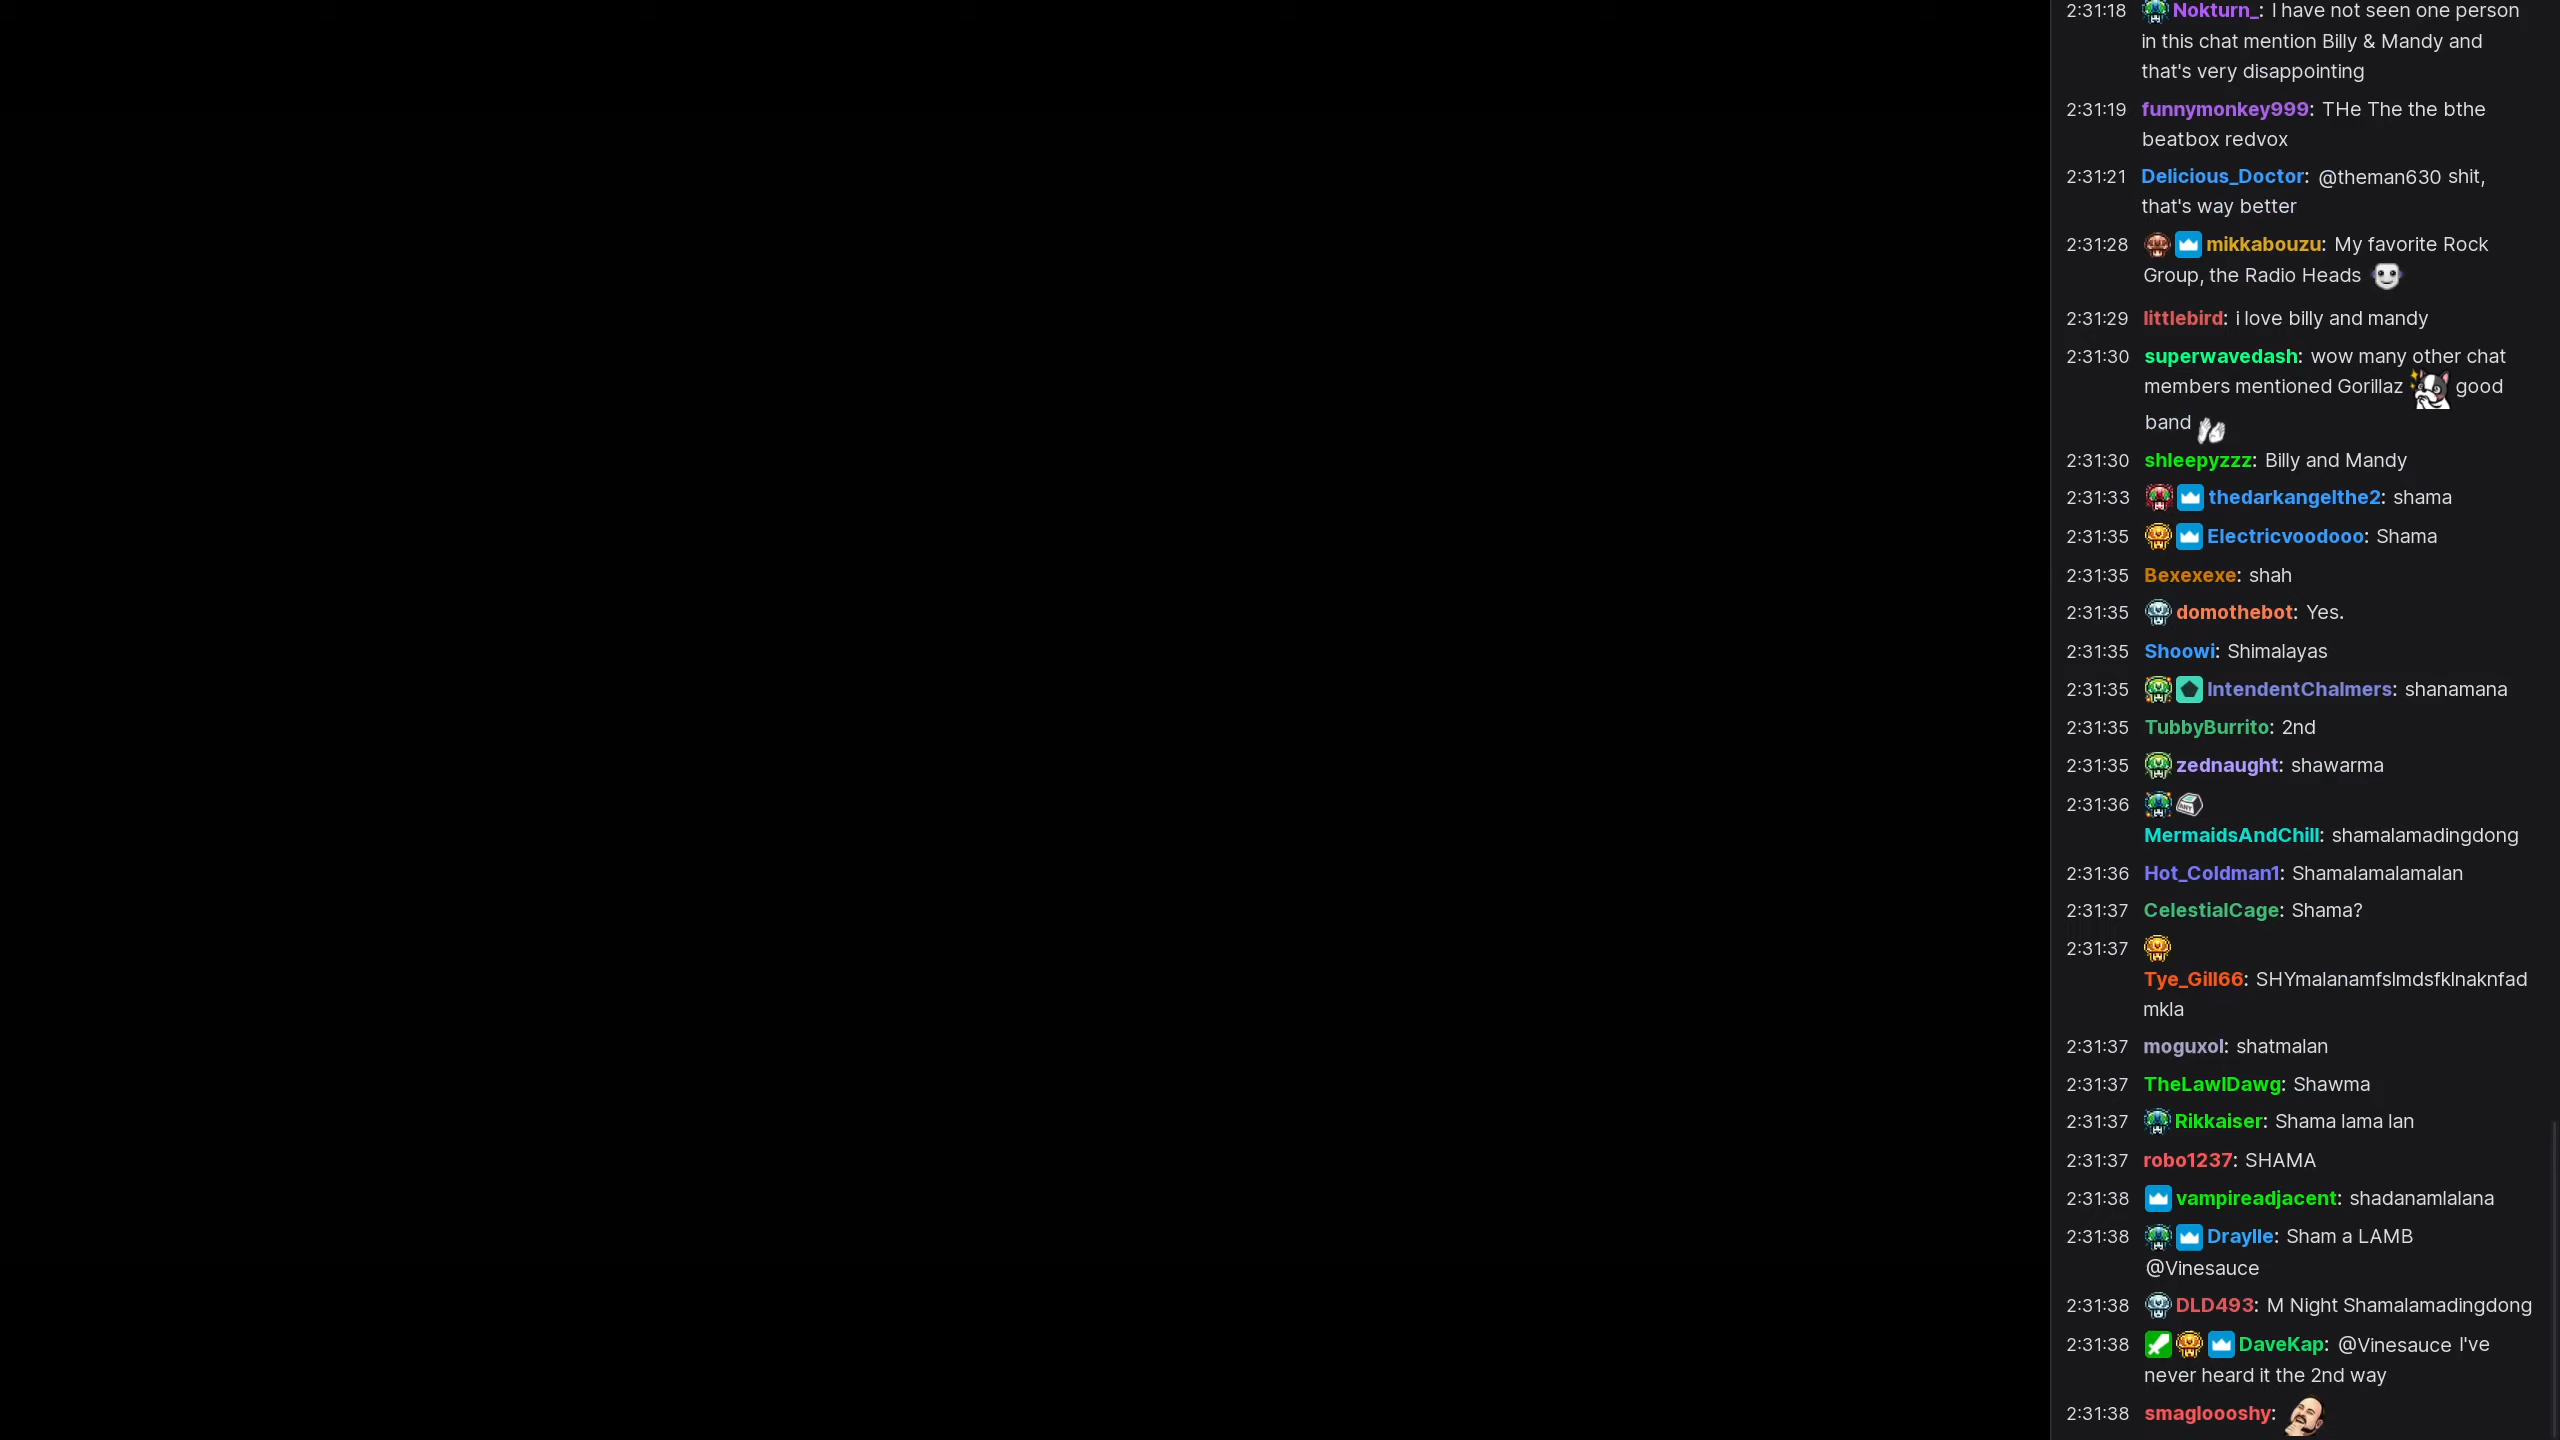 2:31:18 Nokturn_: I have not seen one person
in this chat mention Billy & Mandy and
that's very disappointing
2:31:19 funnymonkey999: THe The the bthe
beatbox redvox
2:31:21 Delicious_Doctor: @theman630 shit,
that's way better
2:31:28 mikkabouzu: My favorite Rock
Group, the Radio Heads
2:31:29 littlebird: i love billy and mandy
2:31:30 superwavedash: wow many other chat
members mentioned Gorillaz good
band
2:31:30 shleepyzzz: Billy and Mandy
2:31:33 thedarkangelthe2: shama
2:31:35 Electricvoodooo: Shama
2:31:35 Bexexexe: shah
2:31:35 domothebot: Yes.
2:31:35 Shoowi: Shimalayas
2:31:35 IntendentChalmers: shanamana
2:31:35 TubbyBurrito: 2nd
2:31:35 zednaught: shawarma
2:31:36
MermaidsAndChill: shamalamadingdong
2:31:36 Hot_Coldman1: Shamalamalamalan
2:31:37 CelestialCage: Shama?
2:31:37
Tye_Gill66: SHYmalanamfslmdsfklnaknfad
mkla
2:31:37 moguxol: shatmalan
2:31:37 TheLawlDawg: Shawma
2:31:37 Rikkaiser: Shama lama lan
2:31:37 robo1237: SHAMA
2:31:38 vampireadjacent: shadanamlalana
2:31:38 Draylle: Sham a LAMB
@Vinesauce
2:31:38 DLD493: M Night Shamalamadingdong
2:31:38 DaveKap: @Vinesauce I've
never heard it the 2nd way
2:31:38 smagloooshy: